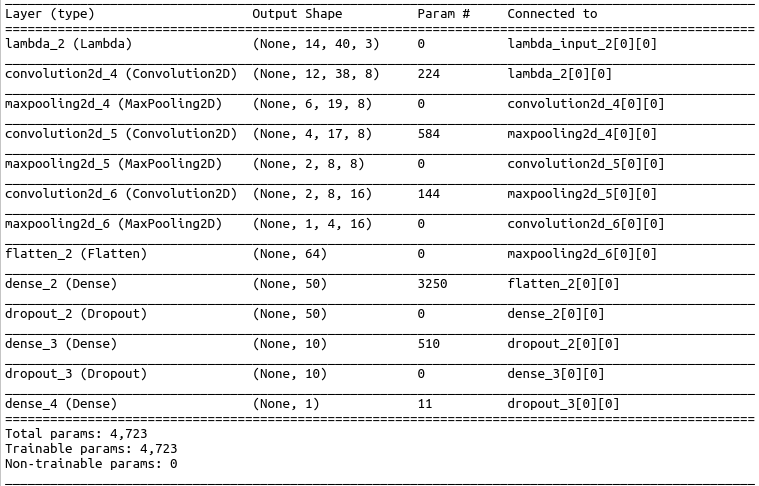 Layer (type) Output Shape Param # Connected to
lambda_2 (Lambda) (None, 14, 40, 3) 0 lambda_input_2[0][0]
convolution2d_4 (Convolution2D) (None, 12, 38, 8) 224 lambda_2[0][0]
maxpooling2d_4 (MaxPooling2D) (None, 6, 19, 8) 0 convolution2d_4[0][0]
convolution2d_5 (Convolution2D) (None, 4, 17, 8) 584 maxpooling2d_4[0][0]
maxpooling2d_5 (MaxPooling2D) (None, 2, 8, 8) 0 convolution2d_5[0][0]
convolution2d_6 (Convolution2D) (None, 2, 8, 16) 144 maxpooling2d_5[0][0]
maxpooling2d_6 (MaxPooling2D) (None, 1, 4, 16) 0 convolution2d_6[0][0]
flatten_2 (Flatten) (None, 64) 0 maxpooling2d_6[0][0]
dense_2 (Dense) (None, 50) 3250 flatten_2[0][0]
dropout_2 (Dropout) (None, 50) 0 dense_2[0][0]
dense_3 (Dense) (None, 10) 510 dropout_2[0][0]
dropout_3 (Dropout) (None, 10) 0 dense_3[0][0]
dense_4 (Dense) (None, 1) 11 dropout_3[0][0]
Total params: 4,723
Trainable params: 4,723
Non-trainable params: 0